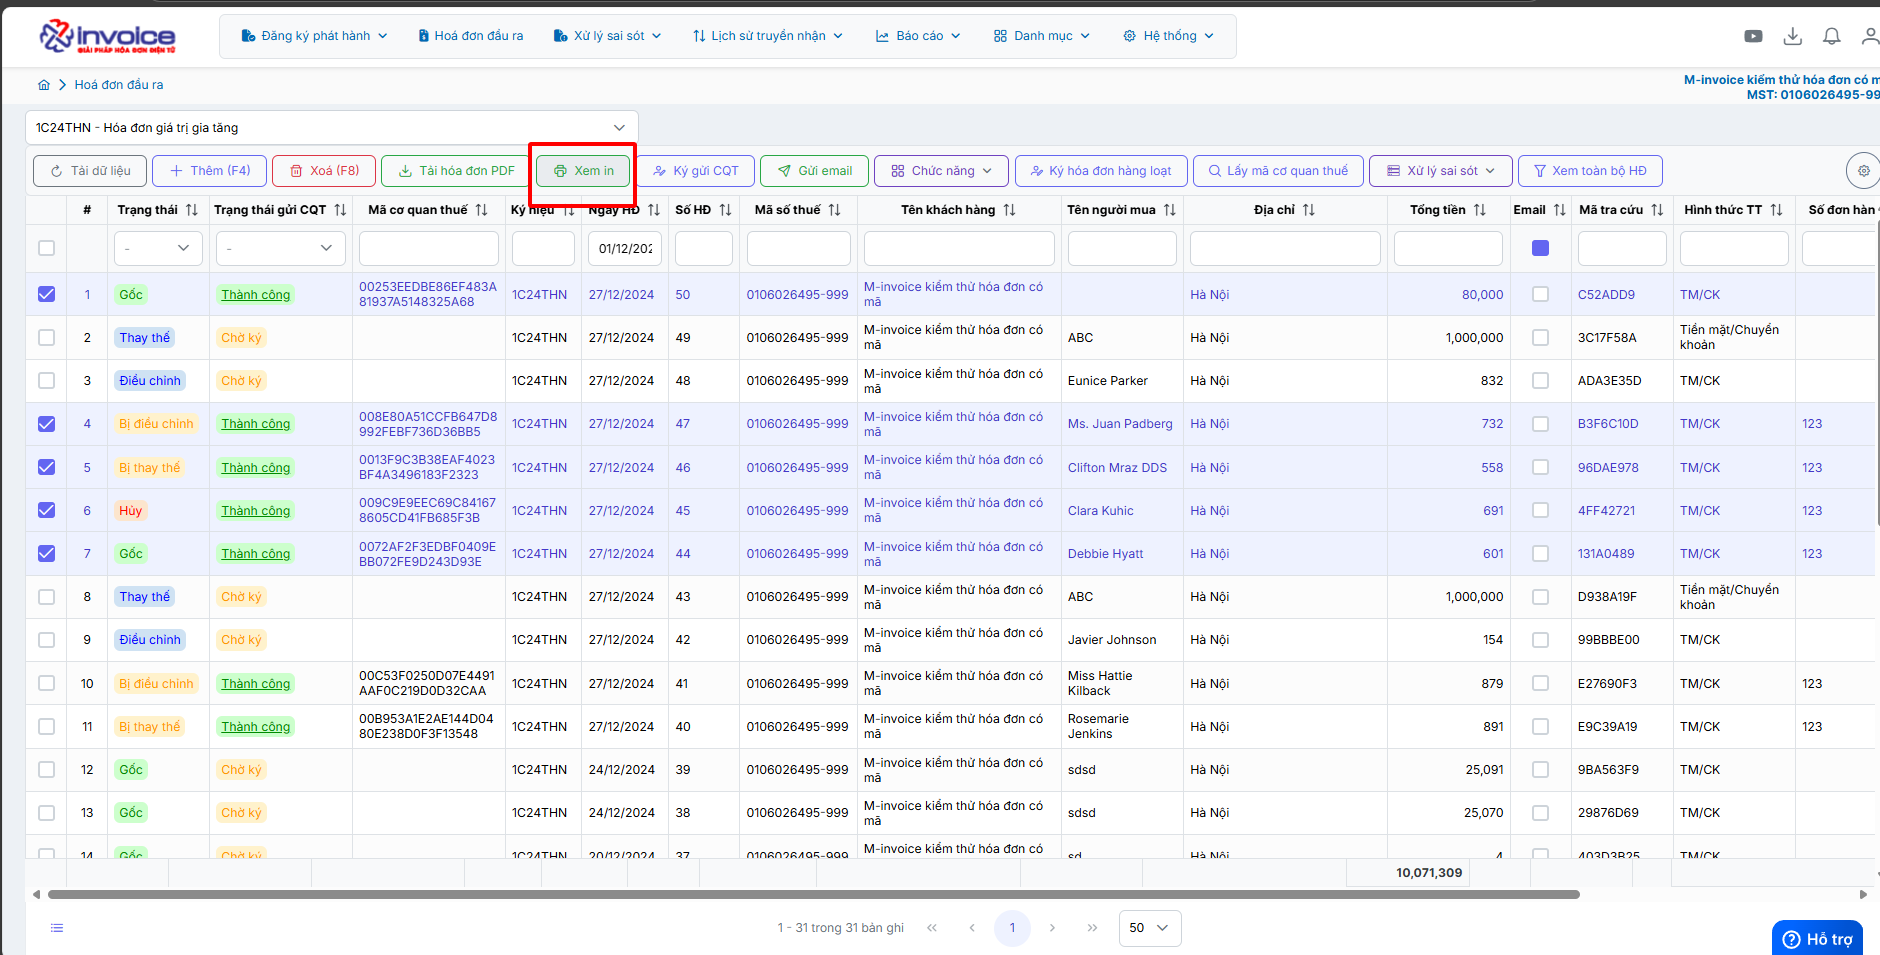 invoice
GIẢI PHÁP HÓA ĐƠN ĐIỆN TỬ
Đăng ký phát hành
Hoá đơn đầu ra
Xử lý sai sót
Lịch sử truyền nhận
Báo cáo
Danh mục
Hệ thống
Hoá đơn đầu ra
M-invoice kiểm thử hóa đơn có m
MST: 0106026495-99
1C24THN - Hóa đơn giá trị gia tăng
Tải dữ liệu
Thêm (F4)
Xoá (F8)
Tải hóa đơn PDF
Xem in
Ký gửi CQT
Gửi email
Chức năng
Ký hóa đơn hàng loạt
Lấy mã cơ quan thuế
Xử lý sai sót
Xem toàn bộ HĐ
# Trạng thái Trạng thái gửi CQT Mã cơ quan thuế Ký hiệu Ngày HĐ Số HĐ Mã số thuế Tên khách hàng Tên người mua Địa chỉ Tổng tiền Email Mã tra cứu Hình thức TT Số đơn hàn
- - 01/12/202
1 Gốc Thành công 00253EEDBE86EF483A 1C24THN 27/12/2024 50 0106026495-999 M-invoice kiểm thử hóa đơn có Hà Nội 80,000 C52ADD9 TM/CK
81937A5148325A68 mã
2 Thay thế Chờ ký 1C24THN 27/12/2024 49 0106026495-999 M-invoice kiểm thử hóa đơn có ABC Hà Nội 1,000,000 3C17F58A Tiền mặt/Chuyển
mã khoản
3 Điều chỉnh Chờ ký 1C24THN 27/12/2024 48 0106026495-999 M-invoice kiểm thử hóa đơn có Eunice Parker Hà Nội 832 ADA3E35D TM/CK
mã
4 Bị điều chỉnh Thành công 008E80A51CCFB647D8 1C24THN 27/12/2024 47 0106026495-999 M-invoice kiểm thử hóa đơn có Ms. Juan Padberg Hà Nội 732 B3F6C10D TM/CK 123
992FEBF736D36BB5 mã
5 Bị thay thế Thành công 0013F9C3B38EAF4023 1C24THN 27/12/2024 46 0106026495-999 M-invoice kiểm thử hóa đơn có Clifton Mraz DDS Hà Nội 558 96DAE978 TM/CK 123
BF4A3496183F2323 mã
6 Hủy Thành công 009C9E9EEC69C84167 1C24THN 27/12/2024 45 0106026495-999 M-invoice kiểm thử hóa đơn có Clara Kuhic Hà Nội 691 4FF42721 TM/CK 123
8605CD41FB685F3B mã
7 Gốc Thành công 0072AF2F3EDBF0409E 1C24THN 27/12/2024 44 0106026495-999 M-invoice kiểm thử hóa đơn có Debbie Hyatt Hà Nội 601 131A0489 TM/CK 123
BB072FE9D243D93E mã
8 Thay thế Chờ ký 1C24THN 27/12/2024 43 0106026495-999 M-invoice kiểm thử hóa đơn có ABC Hà Nội 1,000,000 D938A19F Tiền mặt/Chuyển
mã khoản
9 Điều chỉnh Chờ ký 1C24THN 27/12/2024 42 0106026495-999 M-invoice kiểm thử hóa đơn có Javier Johnson Hà Nội 154 99BBBE00 TM/CK
mã
10 Bị điều chỉnh Thành công 00C53F0250D07E4491 1C24THN 27/12/2024 41 0106026495-999 M-invoice kiểm thử hóa đơn có Miss Hattie Hà Nội 879 E27690F3 TM/CK 123
AAF0C219D0D32CAA mã Kilback
11 Bị thay thế Thành công 00B953A1E2AE144D04 1C24THN 27/12/2024 40 0106026495-999 M-invoice kiểm thử hóa đơn có Rosemarie Hà Nội 891 E9C39A19 TM/CK 123
80E238D0F3F13548 mã Jenkins
12 Gốc Chờ ký 1C24THN 24/12/2024 39 0106026495-999 M-invoice kiểm thử hóa đơn có sdsd Hà Nội 25,091 9BA563F9 TM/CK
mã
13 Gốc Chờ ký 1C24THN 24/12/2024 38 0106026495-999 M-invoice kiểm thử hóa đơn có sdsd Hà Nội 25,070 29876D69 TM/CK
mã
14 Gốc Chờ ký 1C24THN 20/12/2024 37 0106026495-999 M-invoice kiểm thử hóa đơn có sd Hà Nội 4 403D3B25 TM/CK
10,071,309
1 - 31 trong 31 bản ghi
1
50
Hỗ trợ